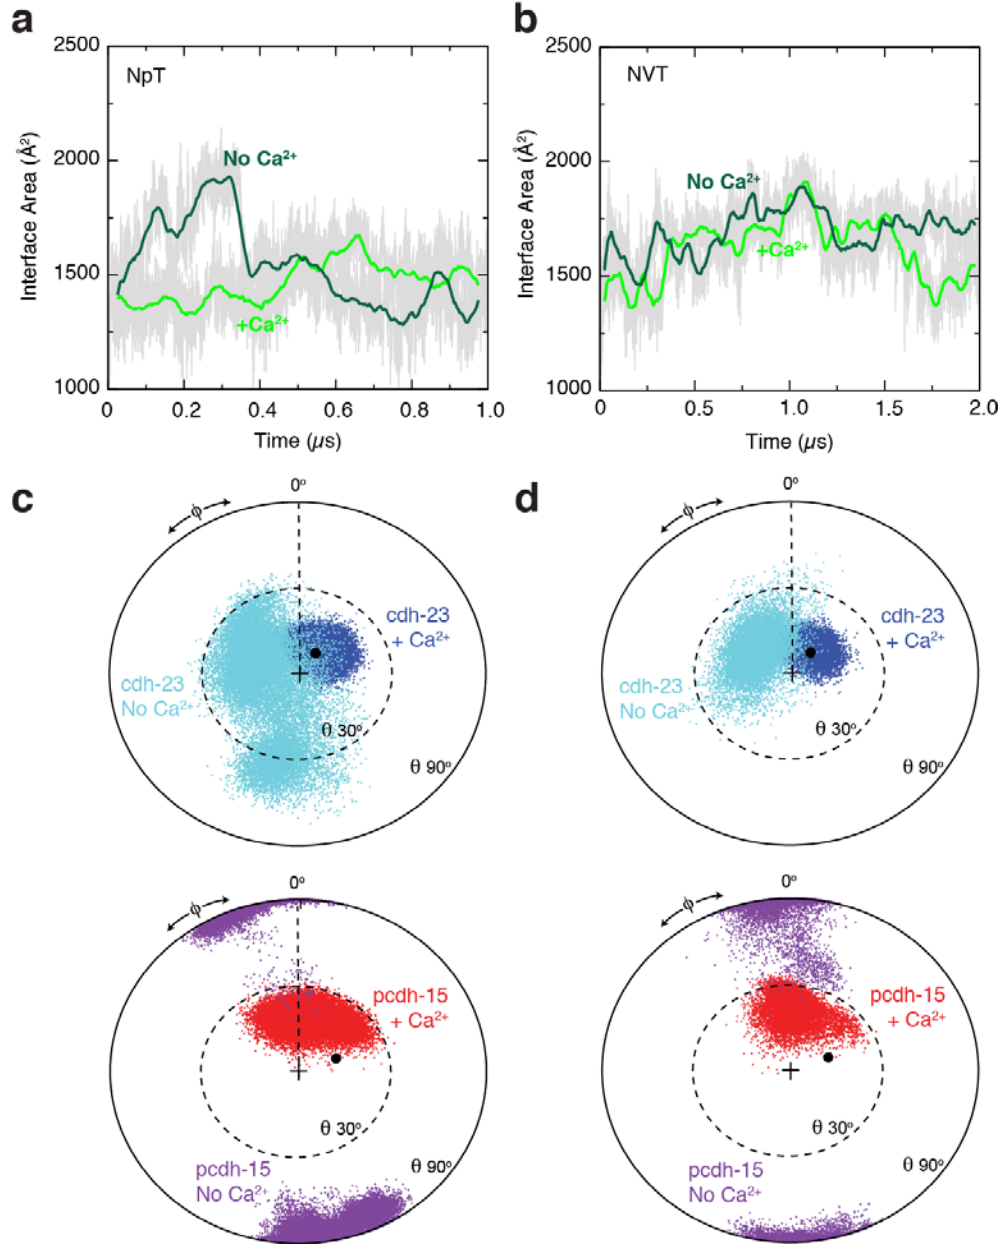 a
2500
2000
1500
1000
Interface Area (Å²)
NpT
No Ca²⁺
+Ca²⁺
0
0.2
0.4
0.6
0.8
1.0
Time (µs)
b
2500
2000
1500
1000
Interface Area (Å²)
NVT
No Ca²⁺
+Ca²⁺
0
0.5
1.0
1.5
2.0
Time (µs)
c
0°
ϕ
cdh-23
+ Ca²⁺
cdh-23
No Ca²⁺
θ 30°
θ 90°
d
0°
ϕ
cdh-23
+ Ca²⁺
cdh-23
No Ca²⁺
θ 30°
θ 90°
0°
ϕ
pcdh-15
+ Ca²⁺
θ 30°
θ 90°
pcdh-15
No Ca²⁺
0°
ϕ
pcdh-15
+ Ca²⁺
θ 30°
θ 90°
pcdh-15
No Ca²⁺